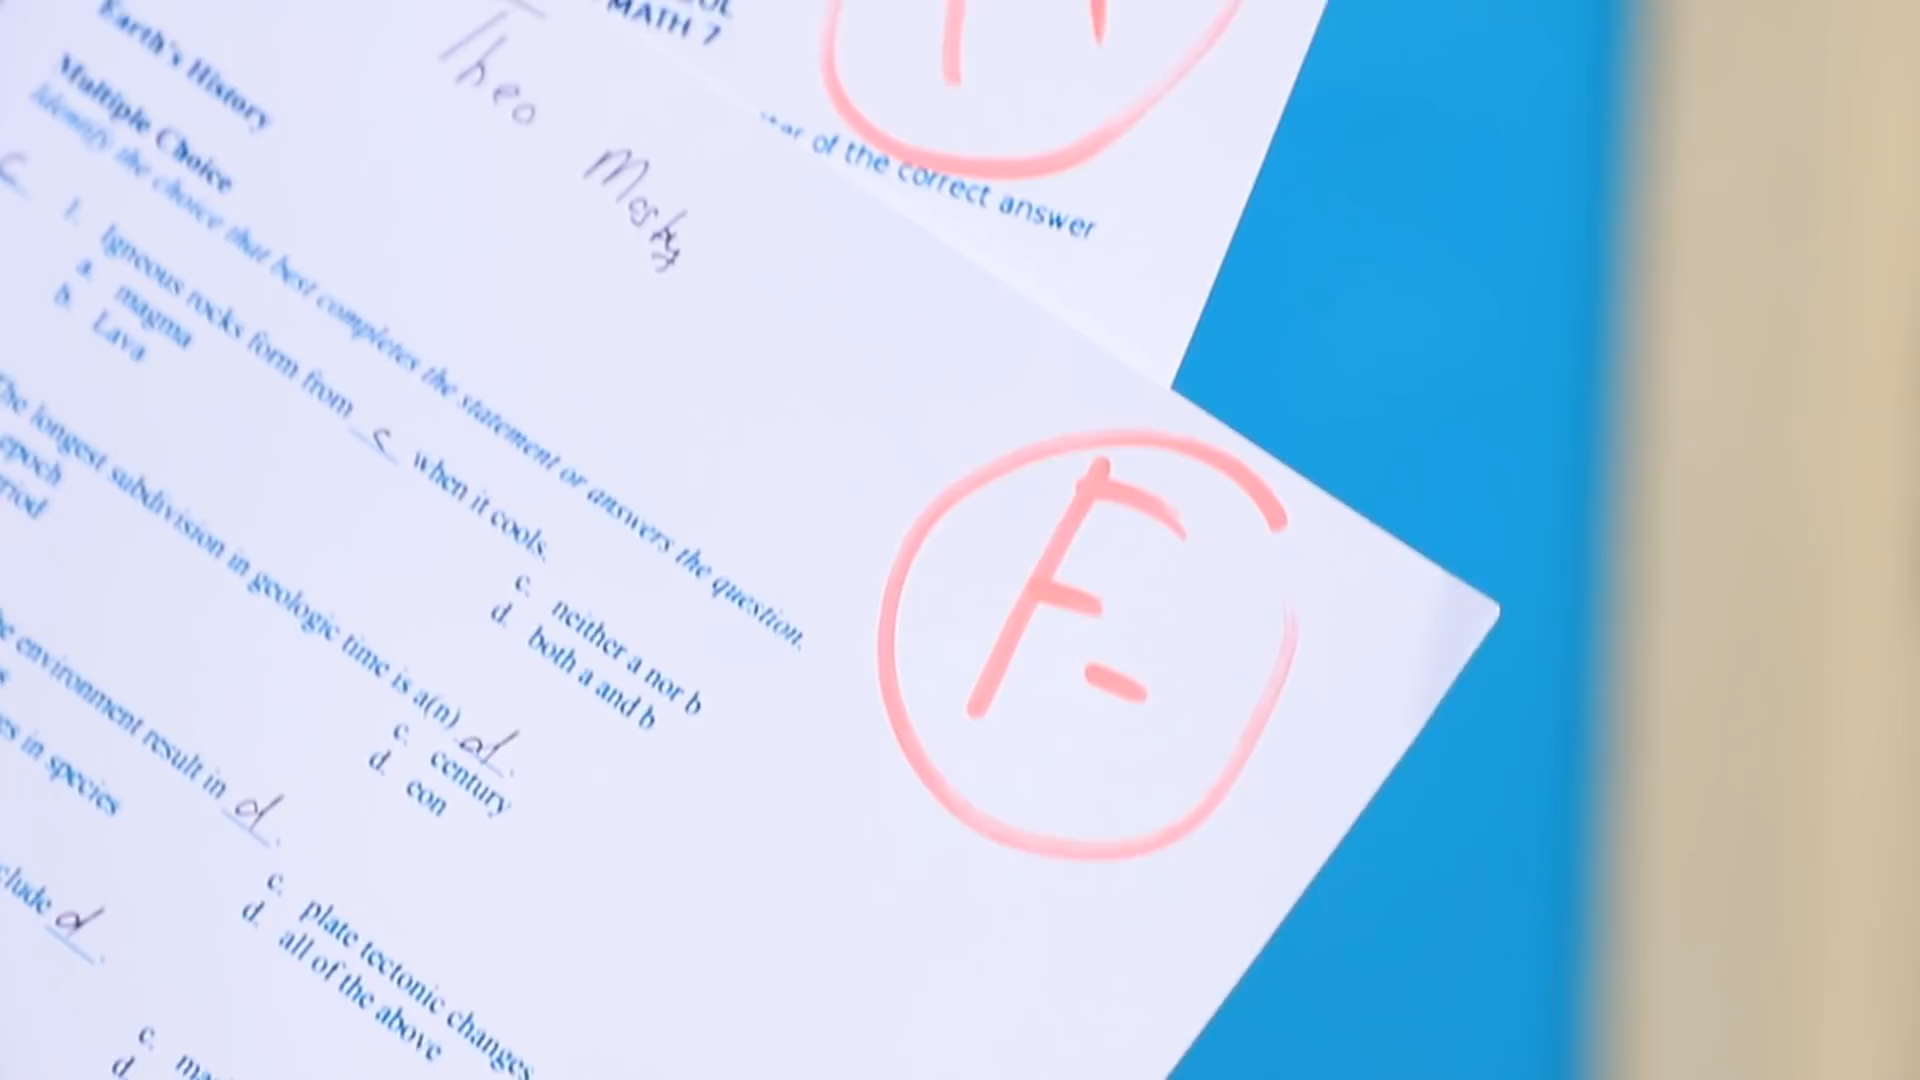 MATH 7
of the correct answer
Earth's History
Theo Mosby
Multiple Choice
Identify the choice that best completes the statement or answers the question.
c 1. Igneous rocks form from c when it cools.
a. magma
b. Lava
c. neither a nor b
d. both a and b
The longest subdivision in geologic time is a(n) d.
epoch
c. century
d. eon
environment result in d.
in species
c. plate tectonic changes
d. all of the above
d.
c.
d.
F-